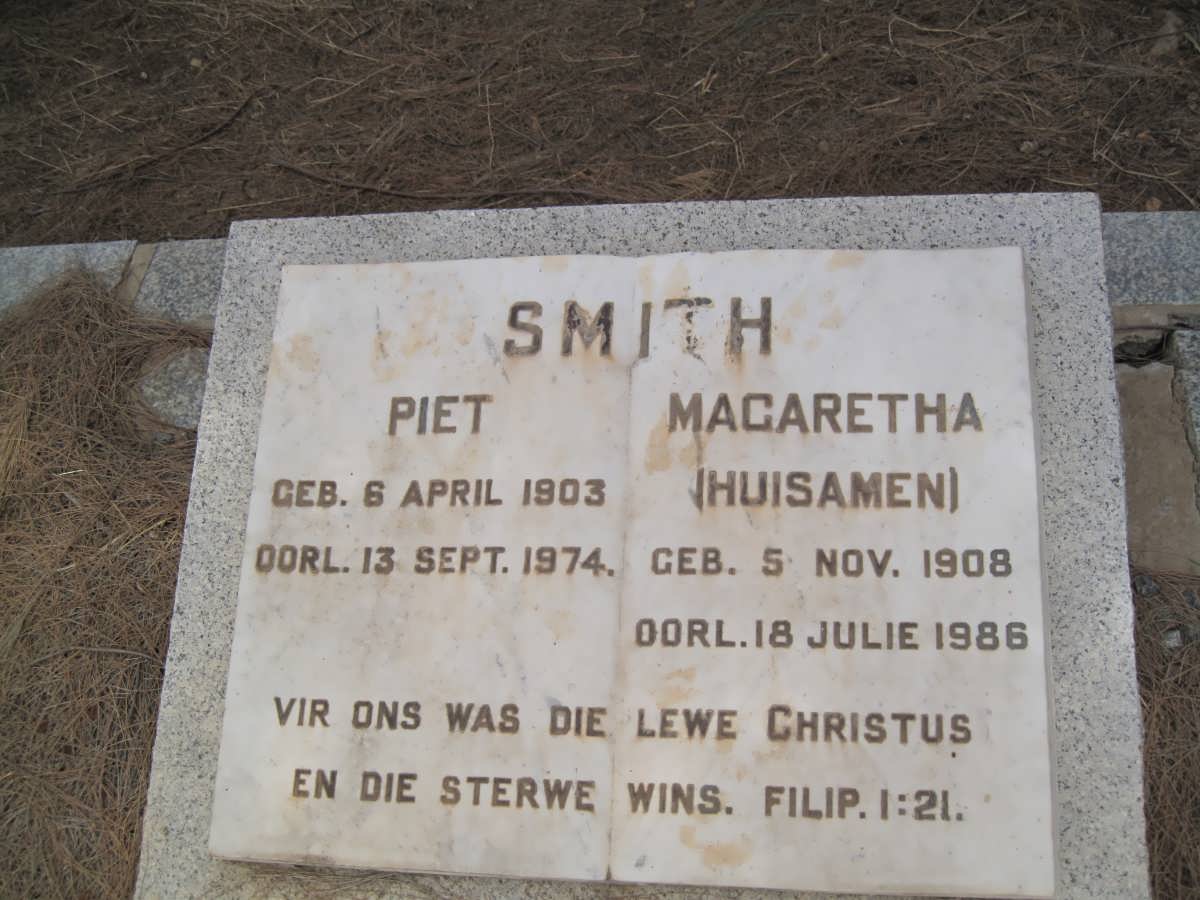 SMITH
PIET
GEB. 6 APRIL 1903
OORL. 13 SEPT. 1974.
MAGARETHA
(HUISAMEN)
GEB. 5 NOV. 1908
OORL. 18 JULIE 1986
VIR ONS WAS DIE LEWE CHRISTUS
EN DIE STERWE WINS. FILIP. 1:21.